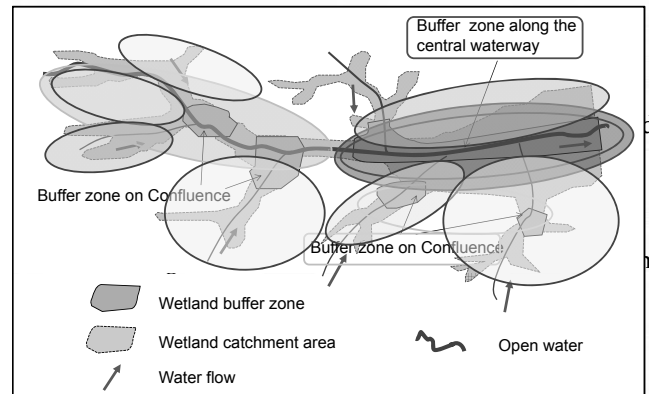 Buffer zone along the
central waterway
Buffer zone on Confluence
Buffer zone on Confluence
Wetland buffer zone
Wetland catchment area
Open water
Water flow